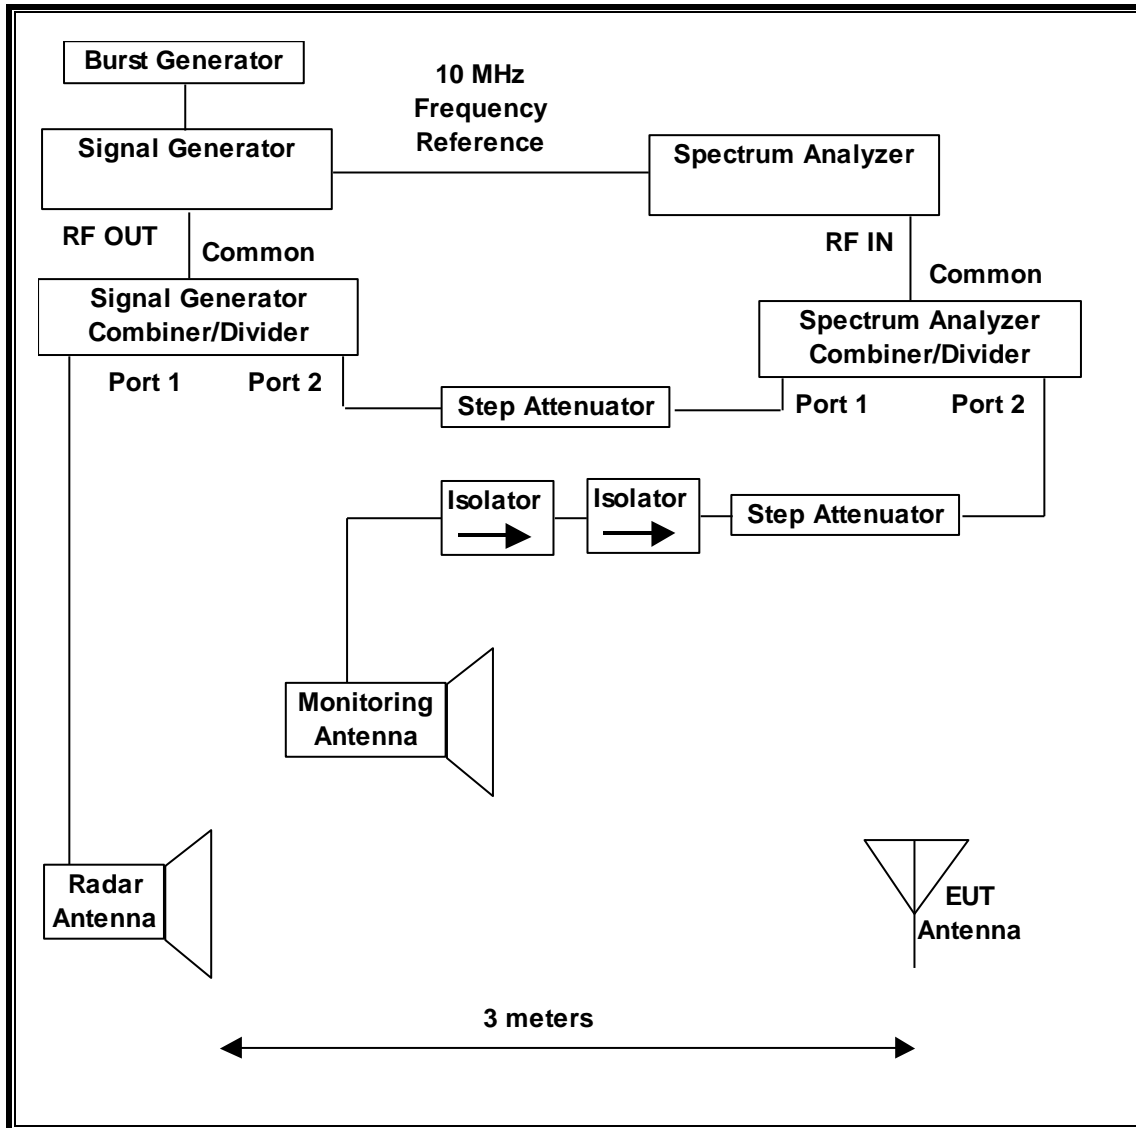 Burst Generator
10 MHz
Frequency
Reference
Signal Generator
Spectrum Analyzer
RF OUT
Common
RF IN
Common
Signal Generator
Combiner/Divider
Spectrum Analyzer
Combiner/Divider
Port 1
Port 2
Step Attenuator
Port 1
Port 2
Isolator
Isolator
Step Attenuator
Monitoring
Antenna
Radar
Antenna
EUT
Antenna
3 meters